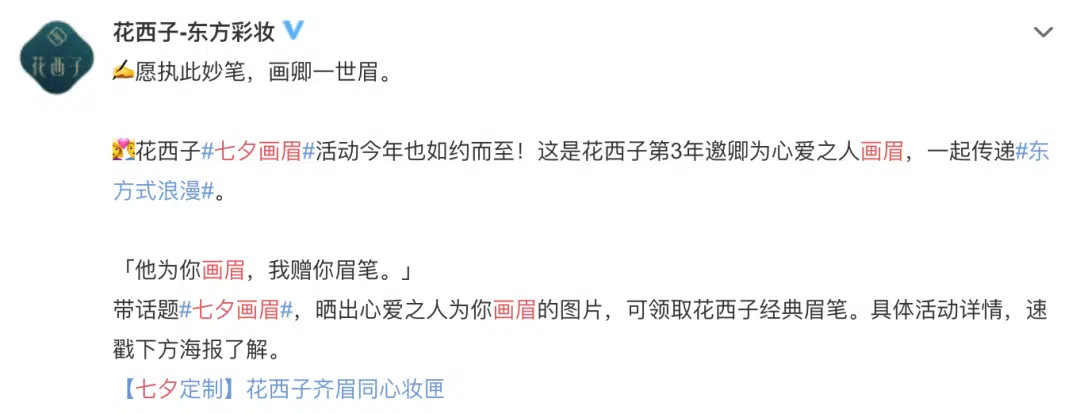 花西子
花西子-东方彩妆
✍愿执此妙笔，画卿一世眉。
💏花西子#七夕画眉#活动今年也如约而至！这是花西子第3年邀卿为心爱之人画眉，一起传递#东
方式浪漫#。
「他为你画眉，我赠你眉笔。」
带话题#七夕画眉#，晒出心爱之人为你画眉的图片，可领取花西子经典眉笔。具体活动详情，速
戳下方海报了解。
【七夕定制】花西子齐眉同心妆匣